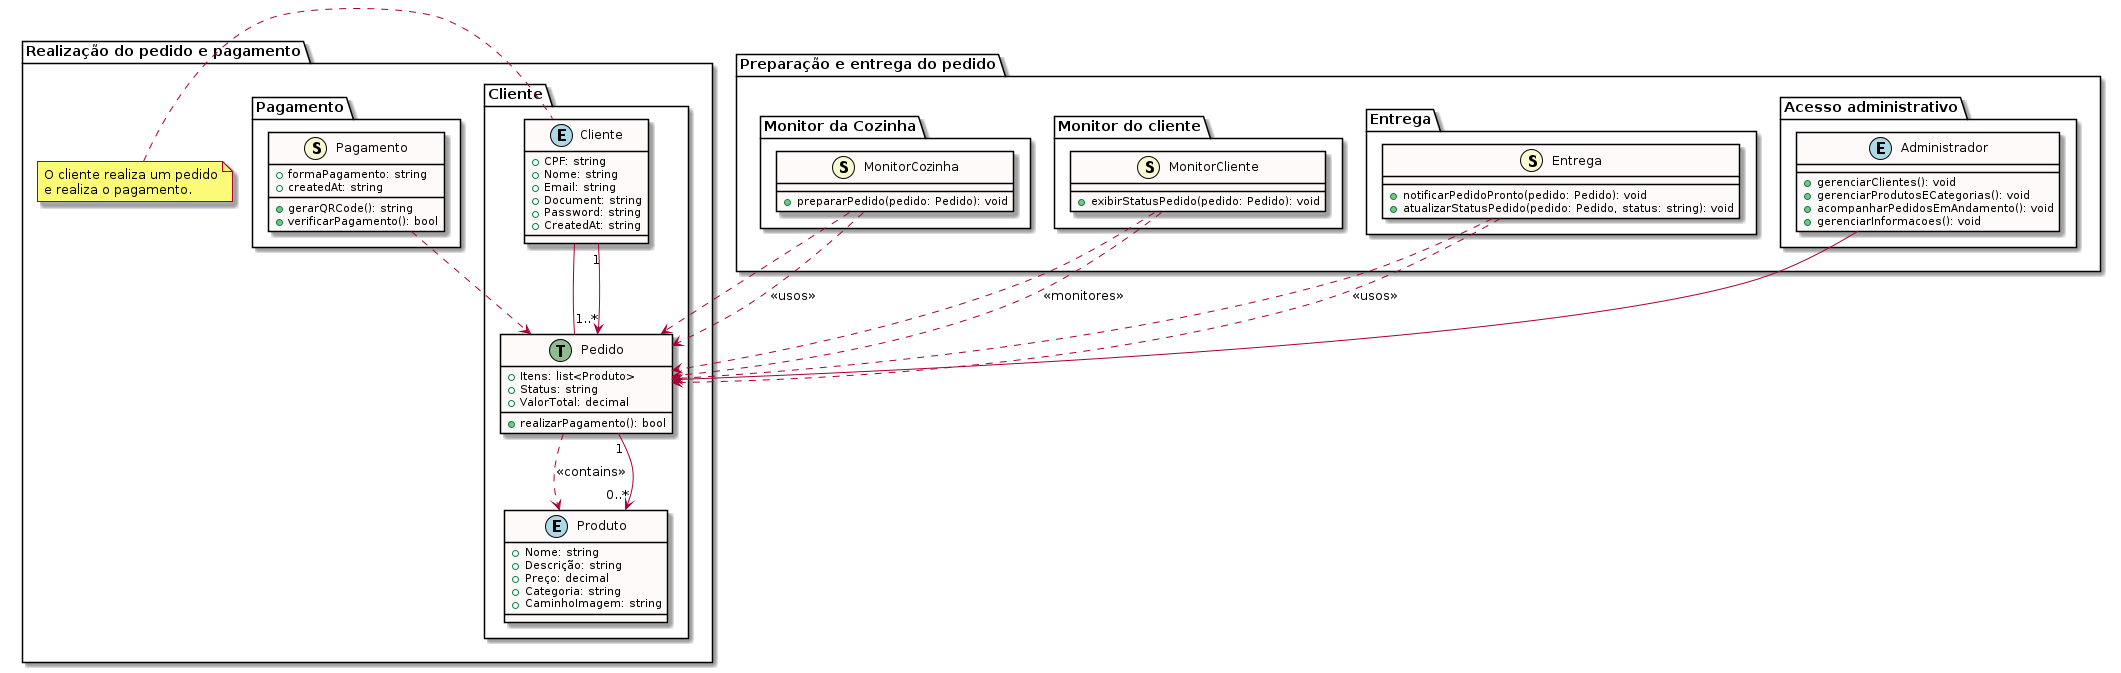 Realização do pedido e pagamento
O cliente realiza um pedido
e realiza o pagamento.
Pagamento
S Pagamento
formaPagamento: string
createdAt: string
gerarQRCode(): string
verificarPagamento(): bool
Cliente
E Cliente
CPF: string
Nome: string
Email: string
Document: string
Password: string
CreatedAt: string
1
1..*
T Pedido
Itens: list<Produto>
Status: string
ValorTotal: decimal
realizarPagamento(): bool
1
«contains»
0..*
E Produto
Nome: string
Descrição: string
Preço: decimal
Categoria: string
CaminhoImagem: string
Preparação e entrega do pedido
Monitor da Cozinha
S MonitorCozinha
prepararPedido(pedido: Pedido): void
Monitor do cliente
S MonitorCliente
exibirStatusPedido(pedido: Pedido): void
Entrega
S Entrega
notificarPedidoPronto(pedido: Pedido): void
atualizarStatusPedido(pedido: Pedido, status: string): void
Acesso administrativo
E Administrador
gerenciarClientes(): void
gerenciarProdutosECategorias(): void
acompanharPedidosEmAndamento(): void
gerenciarInformacoes(): void
«usos»
«monitores»
«usos»